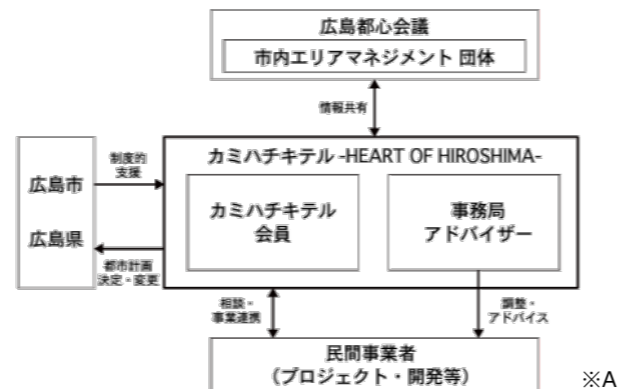 広島都心会議
市内エリアマネジメント 団体
情報共有
広島市
広島県
制度的
支援
都市計画
決定・変更
カミハチキテル -HEART OF HIROSHIMA-
カミハチキテル
会員
事務局
アドバイザー
相談・
事業連携
調整・
アドバイス
民間事業者
(プロジェクト・開発等)
※A